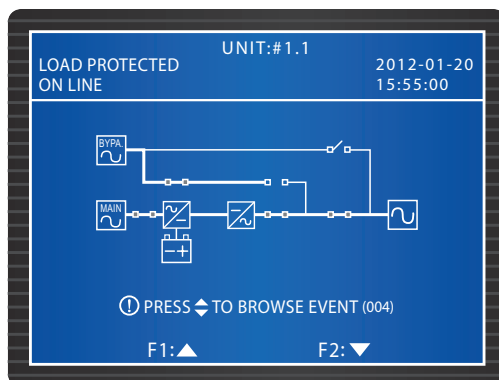 UNIT:#1.1
LOAD PROTECTED
ON LINE
2012-01-20
15:55:00
BYPA.
MAIN
PRESS TO BROWSE EVENT (004)
F1:
F2: